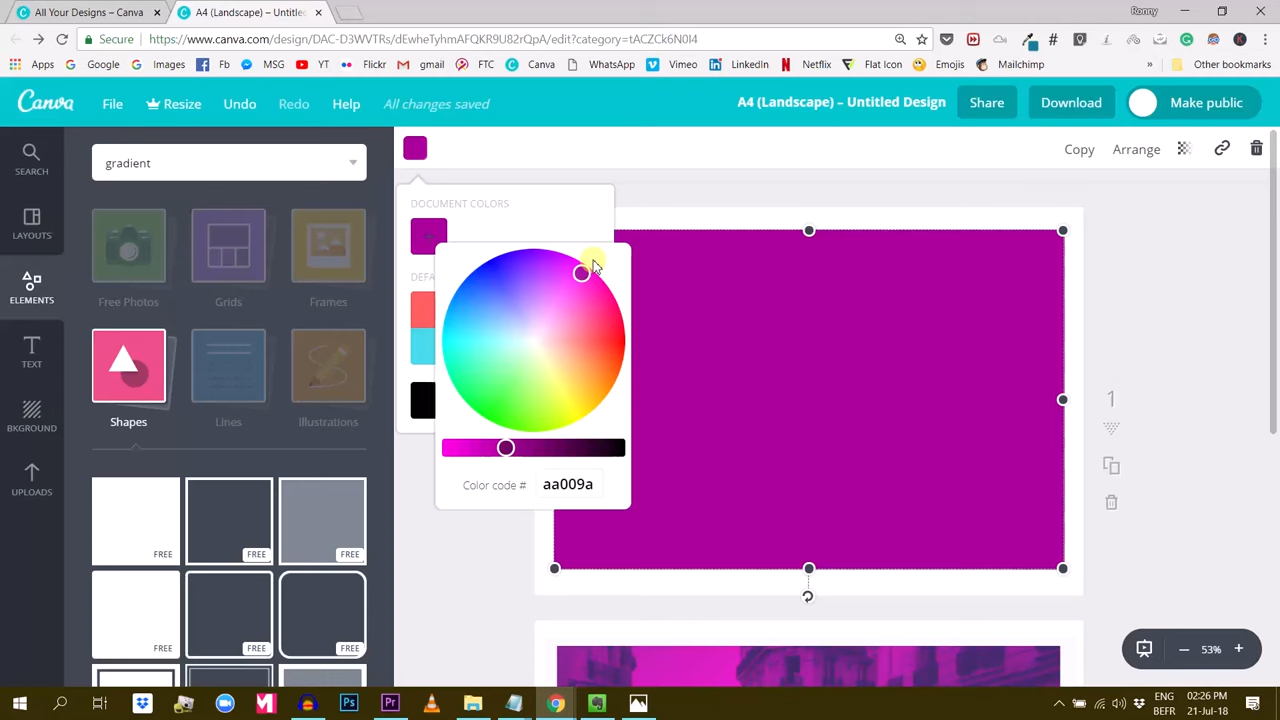 Ronny
All Your Designs – Canva
A4 (Landscape) – Untitled
Secure
https://www.canva.com/design/DAC-D3WVTRs/dEwheTyhmAFQKR9U82rQpA/edit?category=tACZCk6N0I4
Apps
Google
Images
Fb
MSG
YT
Flickr
gmail
FTC
Canva
WhatsApp
Vimeo
LinkedIn
Netflix
Flat Icon
Emojis
Mailchimp
»
Other bookmarks
Canva
File
Resize
Undo
Redo
Help
All changes saved
A4 (Landscape) – Untitled Design
Share
Download
Make public
SEARCH
LAYOUTS
ELEMENTS
TEXT
BKGROUND
UPLOADS
gradient
Free Photos
Grids
Frames
Shapes
Lines
Illustrations
FREE
FREE
FREE
FREE
FREE
FREE
Copy
Arrange
DOCUMENT COLORS
DEFA
Color code #
aa009a
1
53%
ENG
BEFR
02:26 PM
21-Jul-18